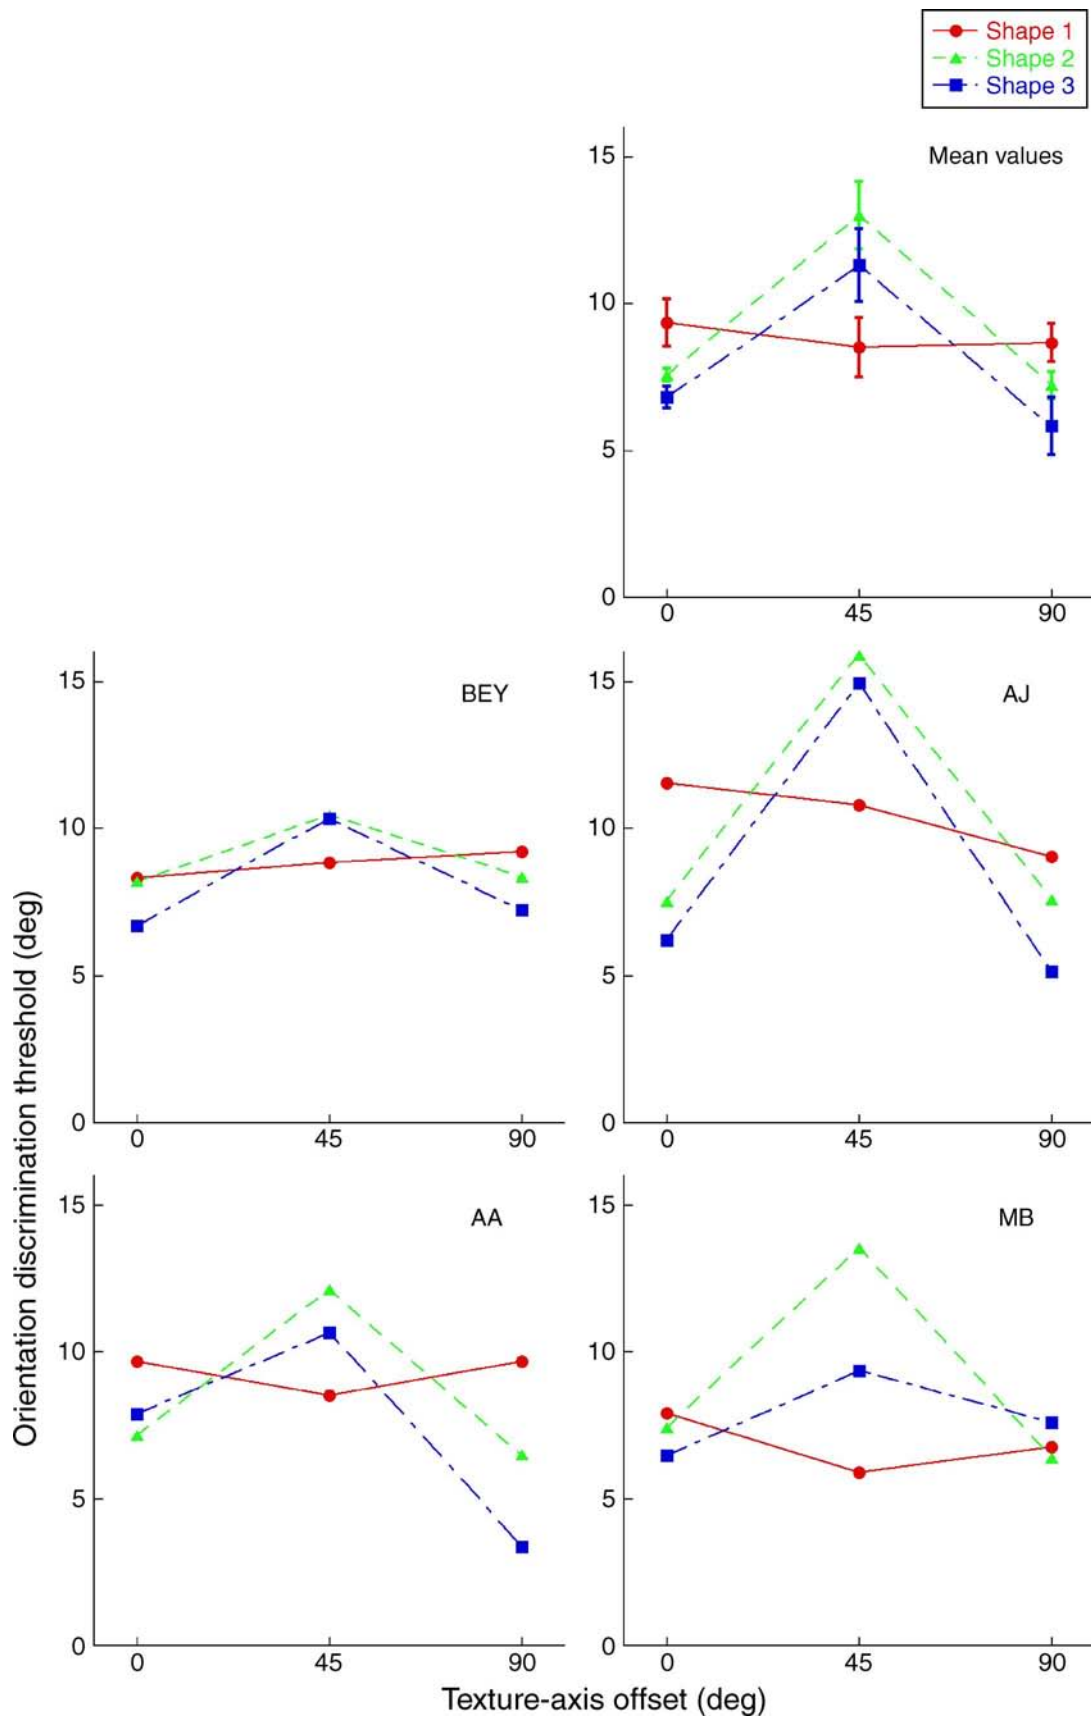 Shape 1
Shape 2
Shape 3
Mean values
15
10
5
0
0 45 90
BEY
15
10
5
0
0 45 90
AJ
15
10
5
0
0 45 90
AA
15
10
5
0
0 45 90
MB
15
10
5
0
0 45 90
Orientation discrimination threshold (deg)
Texture-axis offset (deg)